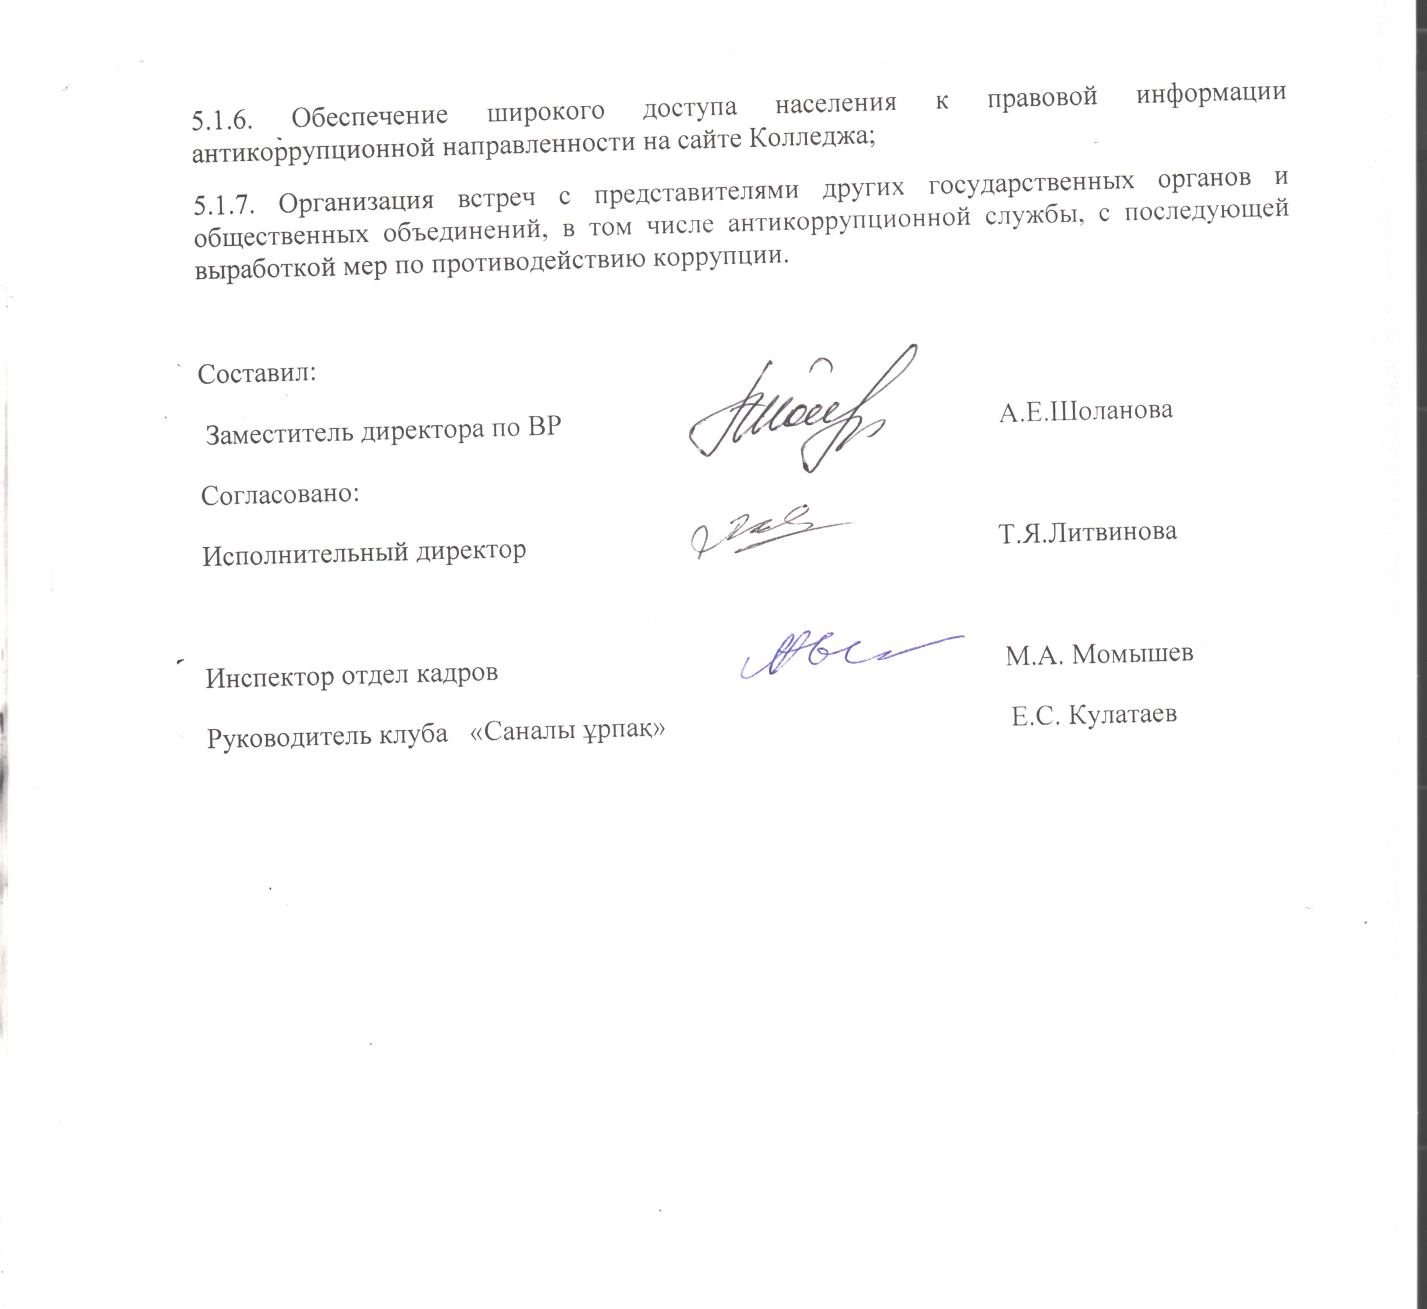 5.1.6. Обеспечение широкого доступа населения к правовой информации
антикоррупционной направленности на сайте Колледжа;
5.1.7. Организация встреч с представителями других государственных органов и
общественных объединений, в том числе антикоррупционной службы, с последующей
выработкой мер по противодействию коррупции.
Составил:
Заместитель директора по ВР А.Е.Шоланова
Согласовано:
Исполнительный директор Т.Я.Литвинова
Инспектор отдел кадров М.А. Момышев
Руководитель клуба «Саналы ұрпақ» Е.С. Кулатаев